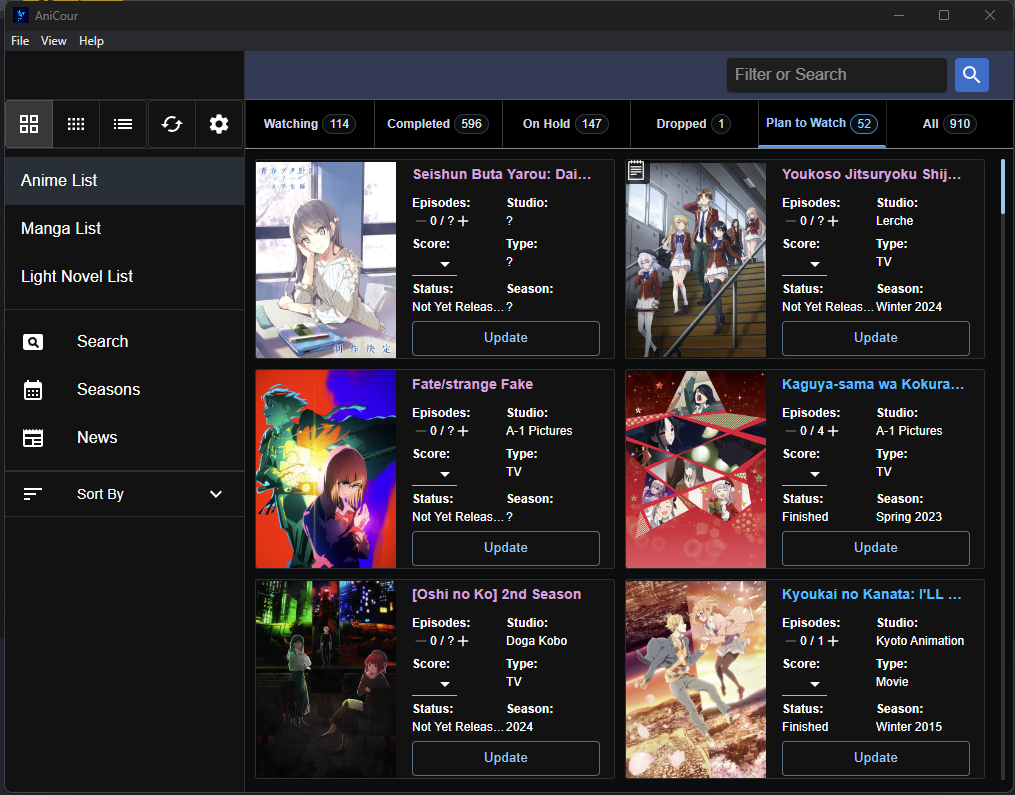 AniCour
File View Help
Filter or Search
Watching 114 Completed 596 On Hold 147 Dropped 1 Plan to Watch 52 All 910
Anime List
Manga List
Light Novel List
Search
Seasons
News
Sort By
Seishun Buta Yarou: Dai...
Episodes: Studio:
0 / ? ?
Score: Type:
?
Status: Season:
Not Yet Releas... ?
Update
Youkoso Jitsuryoku Shij...
Episodes: Studio:
0 / ? Lerche
Score: Type:
TV
Status: Season:
Not Yet Releas... Winter 2024
Update
Fate/strange Fake
Episodes: Studio:
0 / ? A-1 Pictures
Score: Type:
TV
Status: Season:
Not Yet Releas... ?
Update
Kaguya-sama wa Kokura...
Episodes: Studio:
0 / 4 A-1 Pictures
Score: Type:
TV
Status: Season:
Finished Spring 2023
Update
[Oshi no Ko] 2nd Season
Episodes: Studio:
0 / ? Doga Kobo
Score: Type:
TV
Status: Season:
Not Yet Releas... 2024
Update
Kyoukai no Kanata: I'LL ...
Episodes: Studio:
0 / 1 Kyoto Animation
Score: Type:
Movie
Status: Season:
Finished Winter 2015
Update